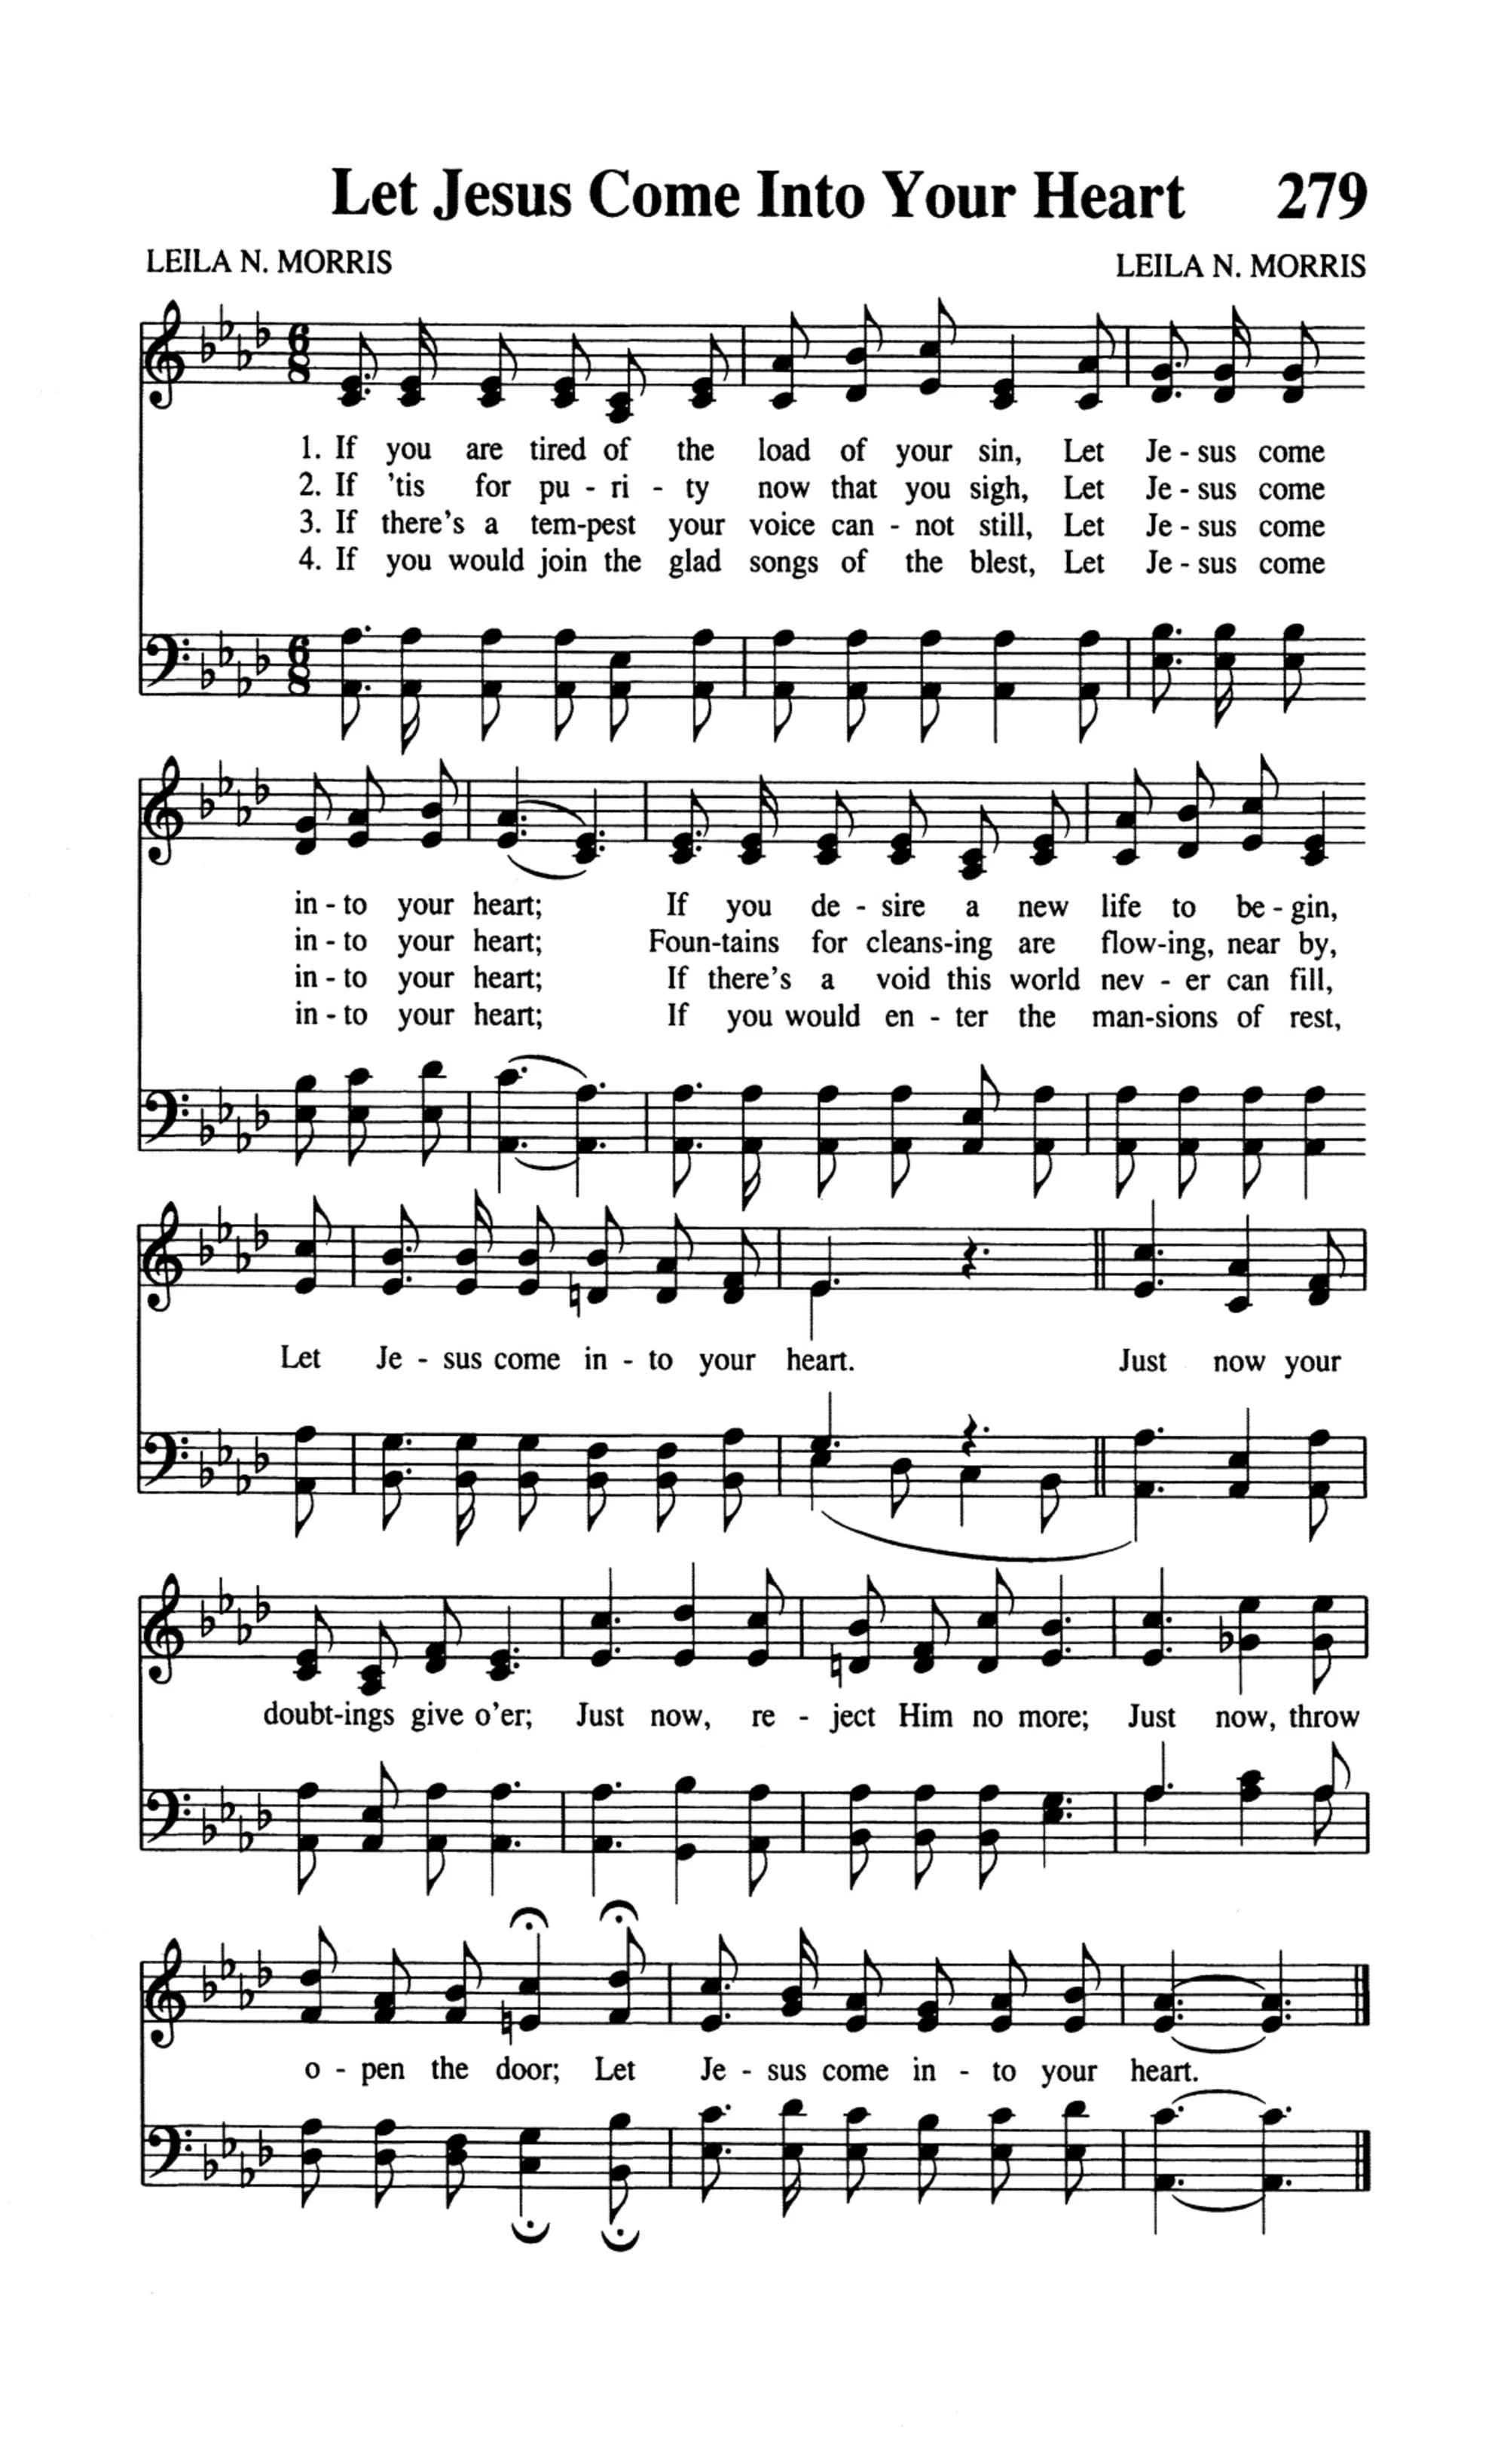 Let Jesus Come Into Your Heart 279
LEILA N. MORRIS LEILA N. MORRIS
1. If you are tired of the load of your sin, Let Je - sus come
2. If 'tis for pu - ri - ty now that you sigh, Let Je - sus come
3. If there's a tem-pest your voice can - not still, Let Je - sus come
4. If you would join the glad songs of the blest, Let Je - sus come
in - to your heart; If you de - sire a new life to be - gin,
in - to your heart; Foun-tains for cleans-ing are flow-ing, near by,
in - to your heart; If there's a void this world nev - er can fill,
in - to your heart; If you would en - ter the man-sions of rest,
Let Je - sus come in - to your heart. Just now your
doubt-ings give o'er; Just now, re - ject Him no more; Just now, throw
o - pen the door; Let Je - sus come in - to your heart.